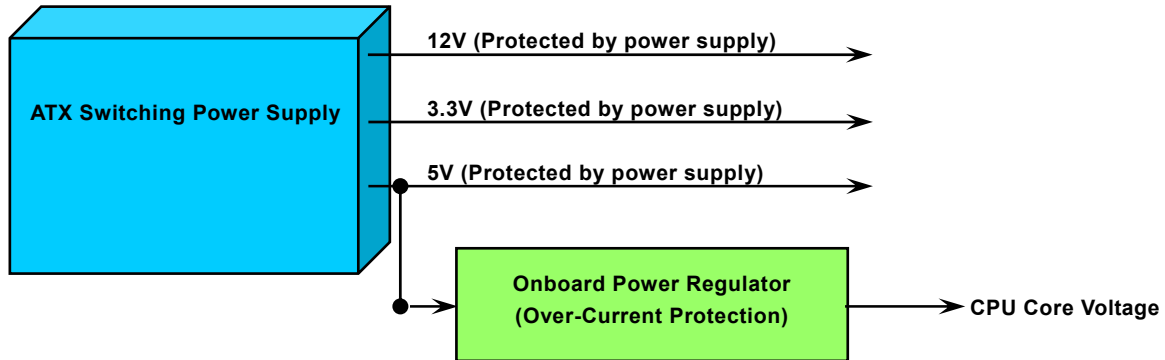 12V (Protected by power supply)
ATX Switching Power Supply
3.3V (Protected by power supply)
5V (Protected by power supply)
Onboard Power Regulator
(Over-Current Protection)
CPU Core Voltage